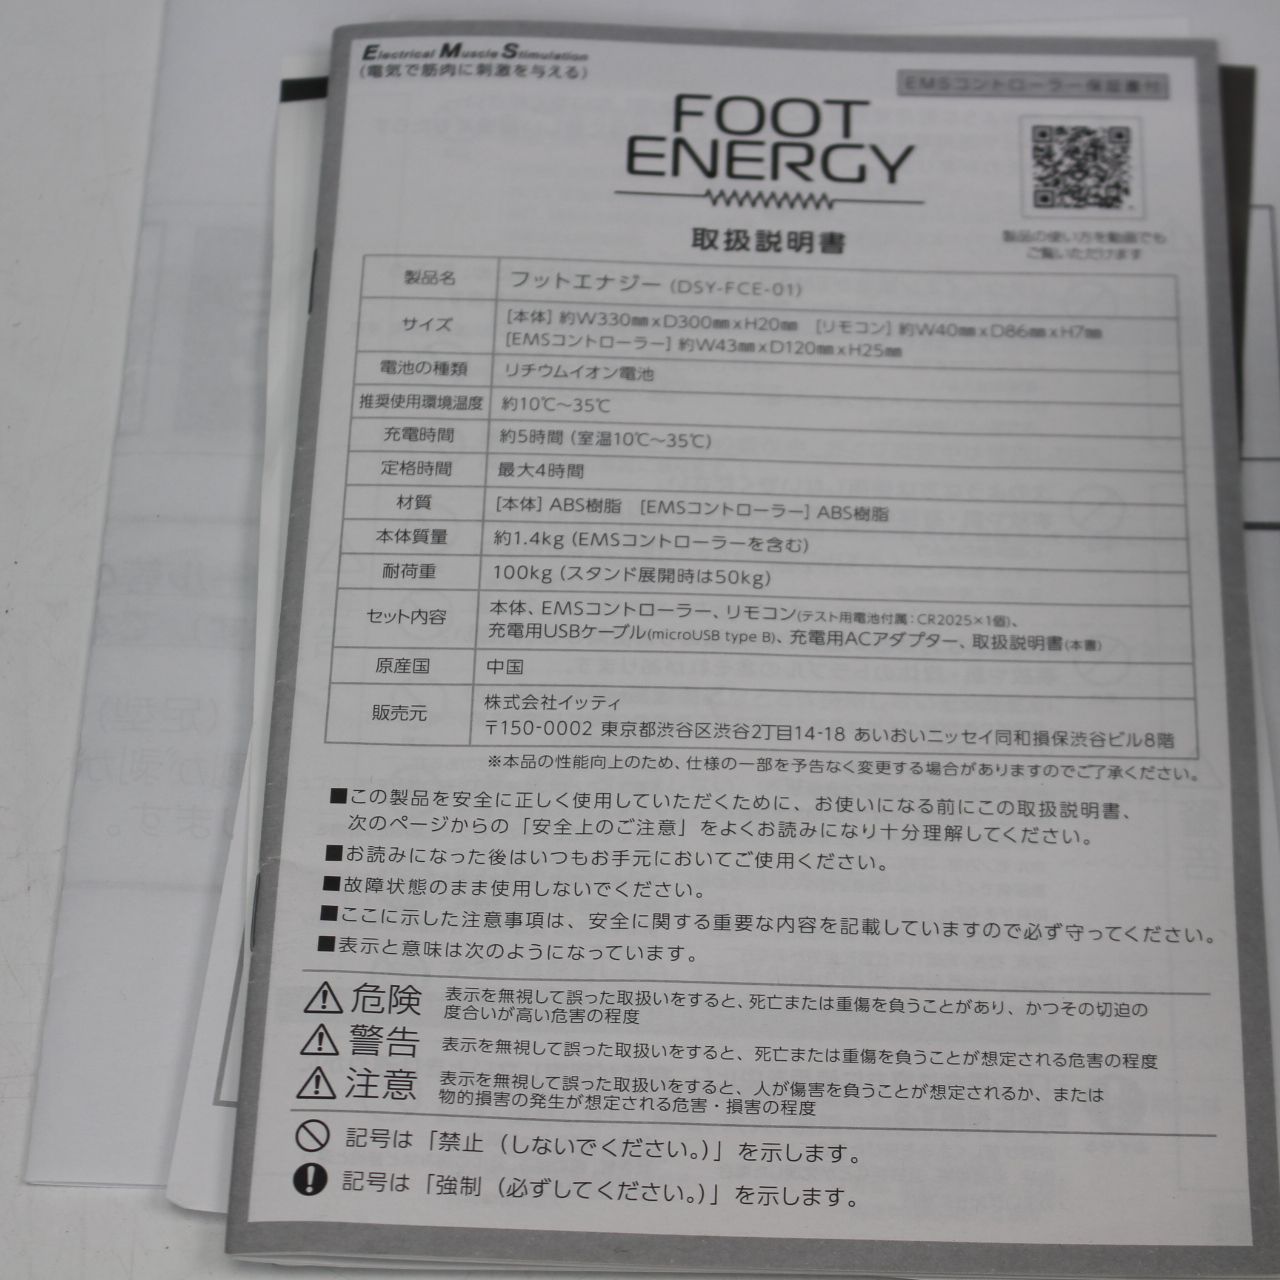 Electrical Muscle Stimulation
(電気で筋肉に刺激を与える)
EMSコントローラー保証書付
FOOT
ENERGY
製品の使い方を動画でも
ご覧いただけます
取扱説明書
製品名 フットエナジー (DSY-FCE-01)
サイズ [本体] 約W330㎜xD300㎜xH20㎜ [リモコン] 約W40㎜xD86㎜xH7㎜
[EMSコントローラー] 約W43㎜xD120㎜xH25㎜
電池の種類 リチウムイオン電池
推奨使用環境温度 約10℃〜35℃
充電時間 約5時間 (室温10℃〜35℃)
定格時間 最大4時間
材質 [本体] ABS樹脂 [EMSコントローラー] ABS樹脂
本体質量 約1.4kg (EMSコントローラーを含む)
耐荷重 100kg (スタンド展開時は50kg)
セット内容 本体、EMSコントローラー、リモコン(テスト用電池付属:CR2025×1個)、
充電用USBケーブル(microUSB type B)、充電用ACアダプター、取扱説明書(本書)
原産国 中国
販売元 株式会社イッティ
〒150-0002 東京都渋谷区渋谷2丁目14-18 あいおいニッセイ同和損保渋谷ビル8階
※本品の性能向上のため、仕様の一部を予告なく変更する場合がありますのでご了承ください。
■この製品を安全に正しく使用していただくために、お使いになる前にこの取扱説明書、
次のページからの「安全上のご注意」をよくお読みになり十分理解してください。
■お読みになった後はいつもお手元においてご使用ください。
■故障状態のまま使用しないでください。
■ここに示した注意事項は、安全に関する重要な内容を記載していますので必ず守ってください。
■表示と意味は次のようになっています。
危険 表示を無視して誤った取扱いをすると、死亡または重傷を負うことがあり、かつその切迫の
度合いが高い危害の程度
警告 表示を無視して誤った取扱いをすると、死亡または重傷を負うことが想定される危害の程度
注意 表示を無視して誤った取扱いをすると、人が傷害を負うことが想定されるか、または
物的損害の発生が想定される危害・損害の程度
記号は「禁止（しないでください。）」を示します。
記号は「強制（必ずしてください。）」を示します。